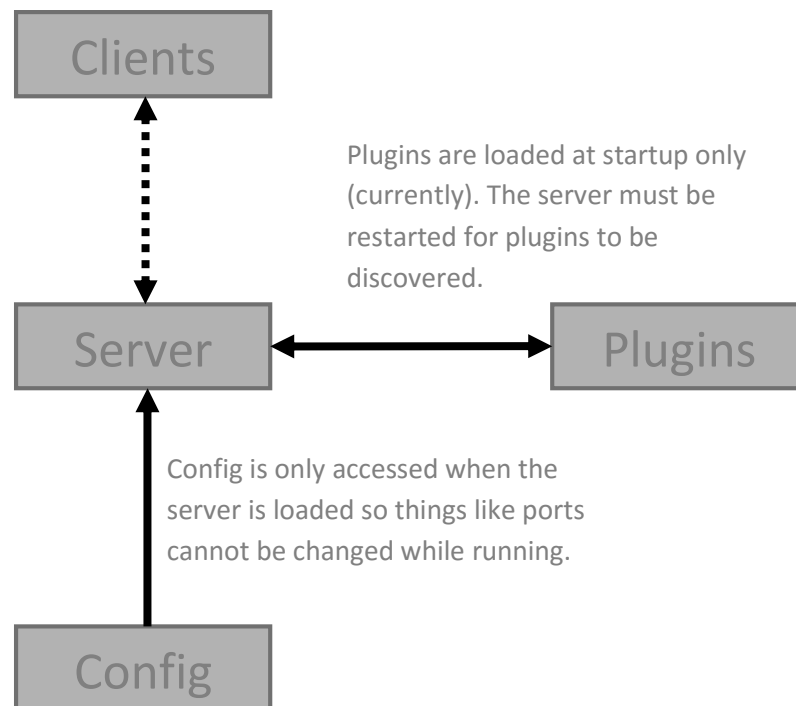 Clients
Plugins are loaded at startup only
(currently). The server must be
restarted for plugins to be
discovered.
Server
Plugins
Config is only accessed when the
server is loaded so things like ports
cannot be changed while running.
Config